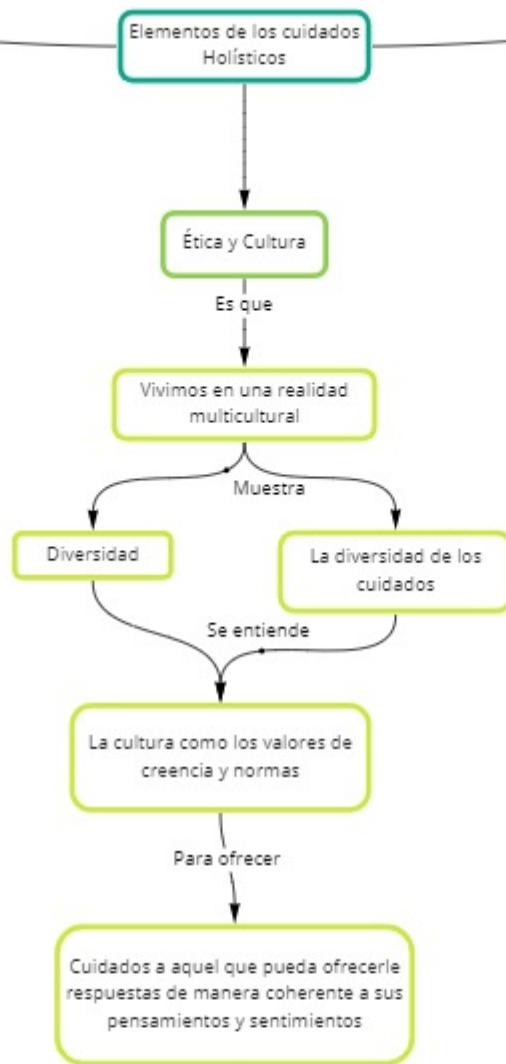 Elementos de los cuidados
Holísticos
Ética y Cultura
Es que
Vivimos en una realidad
multicultural
Muestra
Diversidad
La diversidad de los
cuidados
Se entiende
La cultura como los valores de
creencia y normas
Para ofrecer
Cuidados a aquel que pueda ofrecerle
respuestas de manera coherente a sus
pensamientos y sentimientos